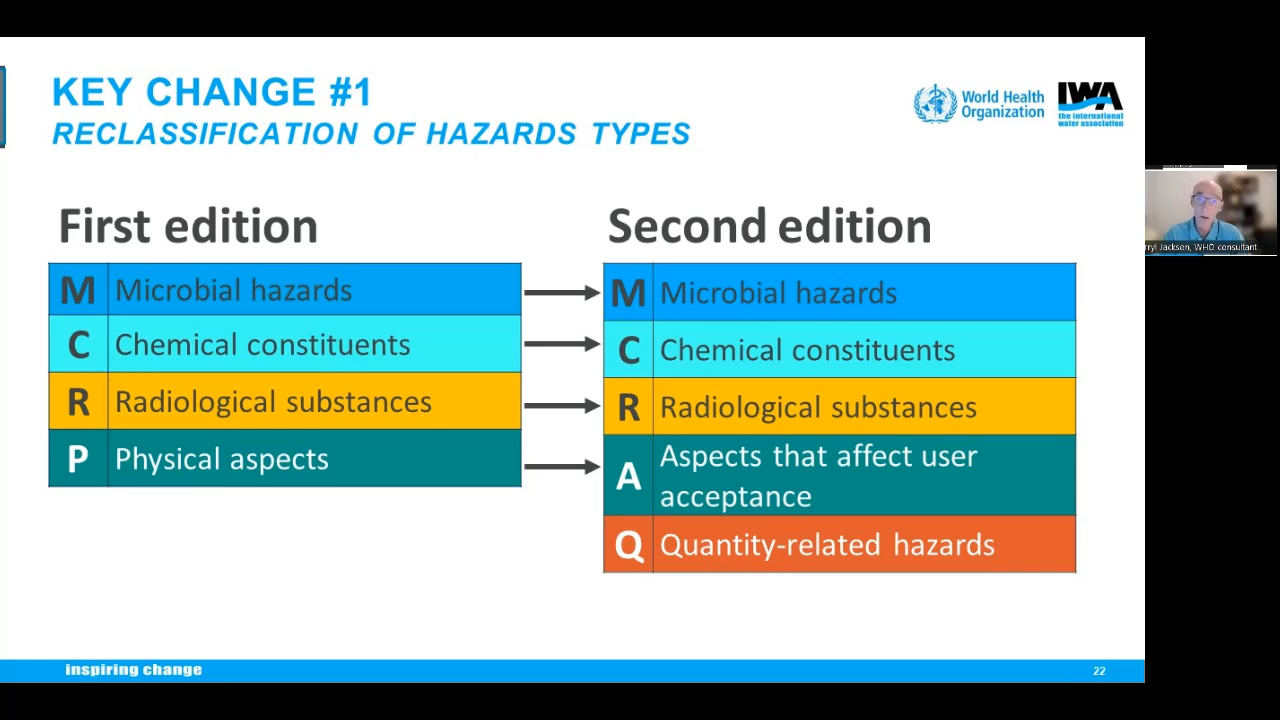 KEY CHANGE #1
RECLASSIFICATION OF HAZARDS TYPES
World Health
Organization
IWA
the international
water association
First edition
Second edition
M Microbial hazards
C Chemical constituents
R Radiological substances
P Physical aspects
M Microbial hazards
C Chemical constituents
R Radiological substances
A Aspects that affect user
acceptance
Q Quantity-related hazards
rryl Jackson, WHO consultant
inspiring change
22